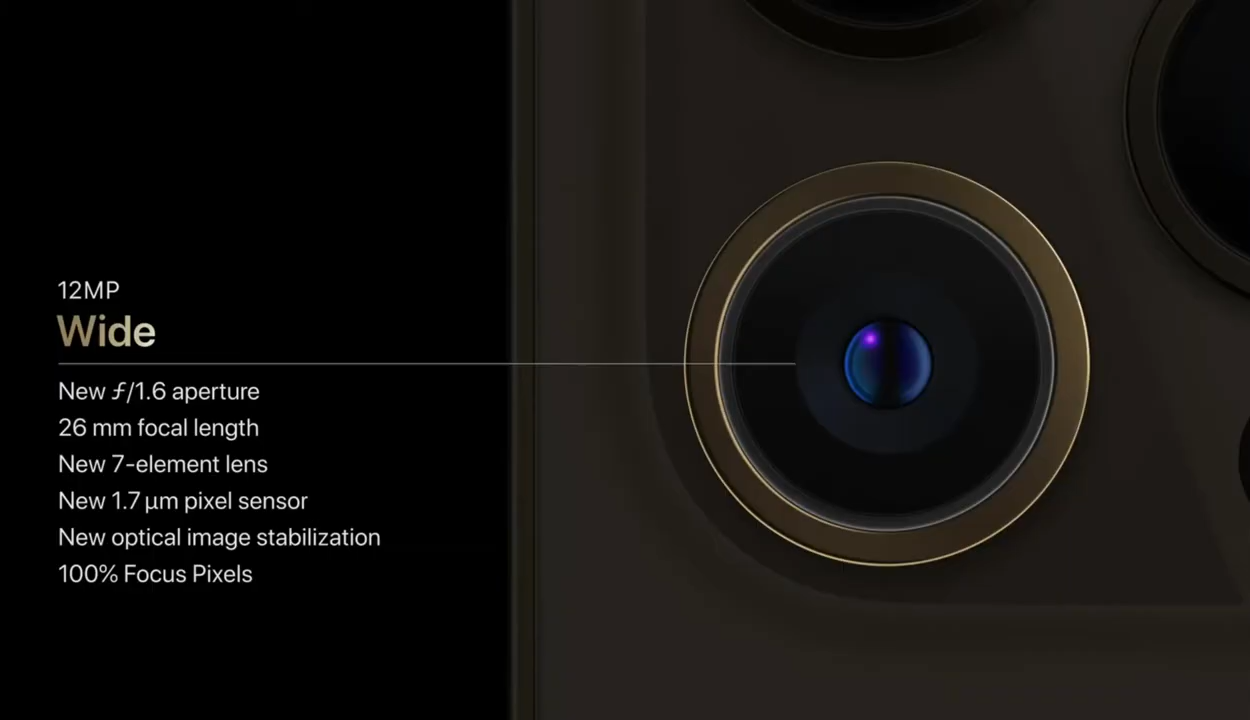 12MP
Wide
New ƒ/1.6 aperture
26 mm focal length
New 7-element lens
New 1.7 µm pixel sensor
New optical image stabilization
100% Focus Pixels